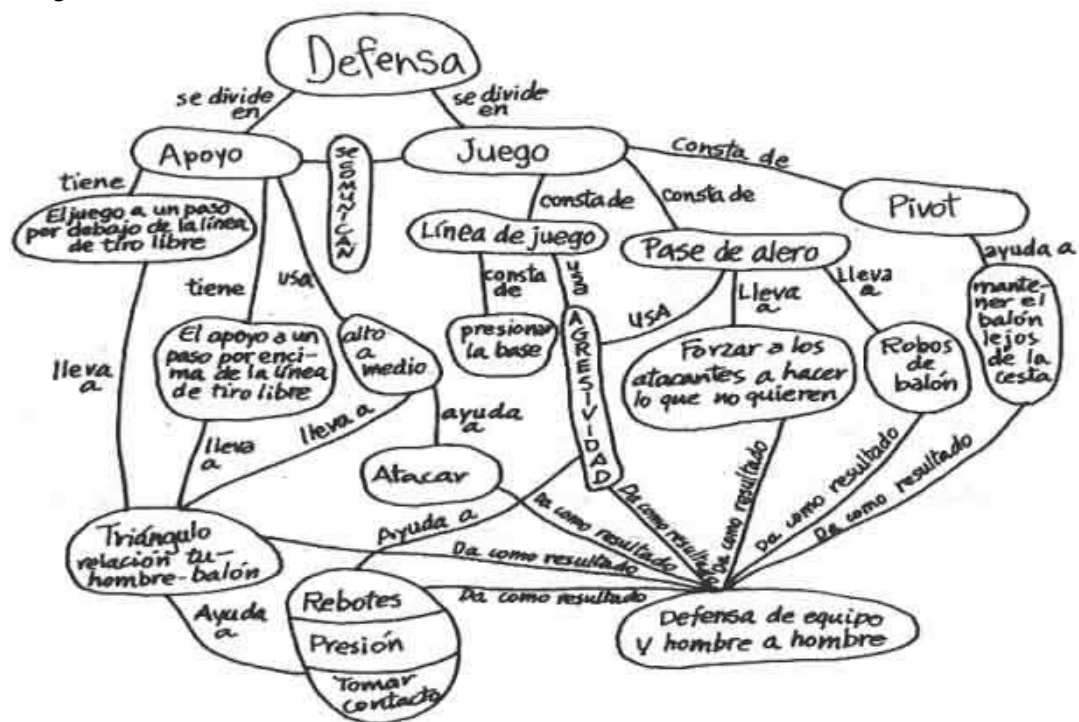 Defensa
se divide
en
se divide
en
Apoyo
SE COMUNICAN
Juego
Consta de
Pivot
tiene
El juego a un paso
por debajo de la línea
de tiro libre
tiene
usa
consta de
consta de
Línea de juego
Pase de alero
ayuda a
consta
de
usa
USA
Lleva
a
Lleva
a
mante-
ner el
balón
lejos
de la
cesta
El apoyo a un
paso por enci-
ma de la línea
de tiro libre
alto
a
medio
presionar
la base
AGRESIVIDAD
Forzar a los
atacantes a hacer
lo que no quieren
Robos
de
balón
lleva
a
lleva
a
lleva a
ayuda
a
Atacar
Triángulo
relación tu-
hombre-balón
Ayuda a
Da como resultado
Da como resultado
Da como resultado
Da como resultado
Da como resultado
Da como resultado
Da como resultado
Ayuda
a
Rebotes
Presión
Tomar
contacto
Defensa de equipo
y hombre a hombre